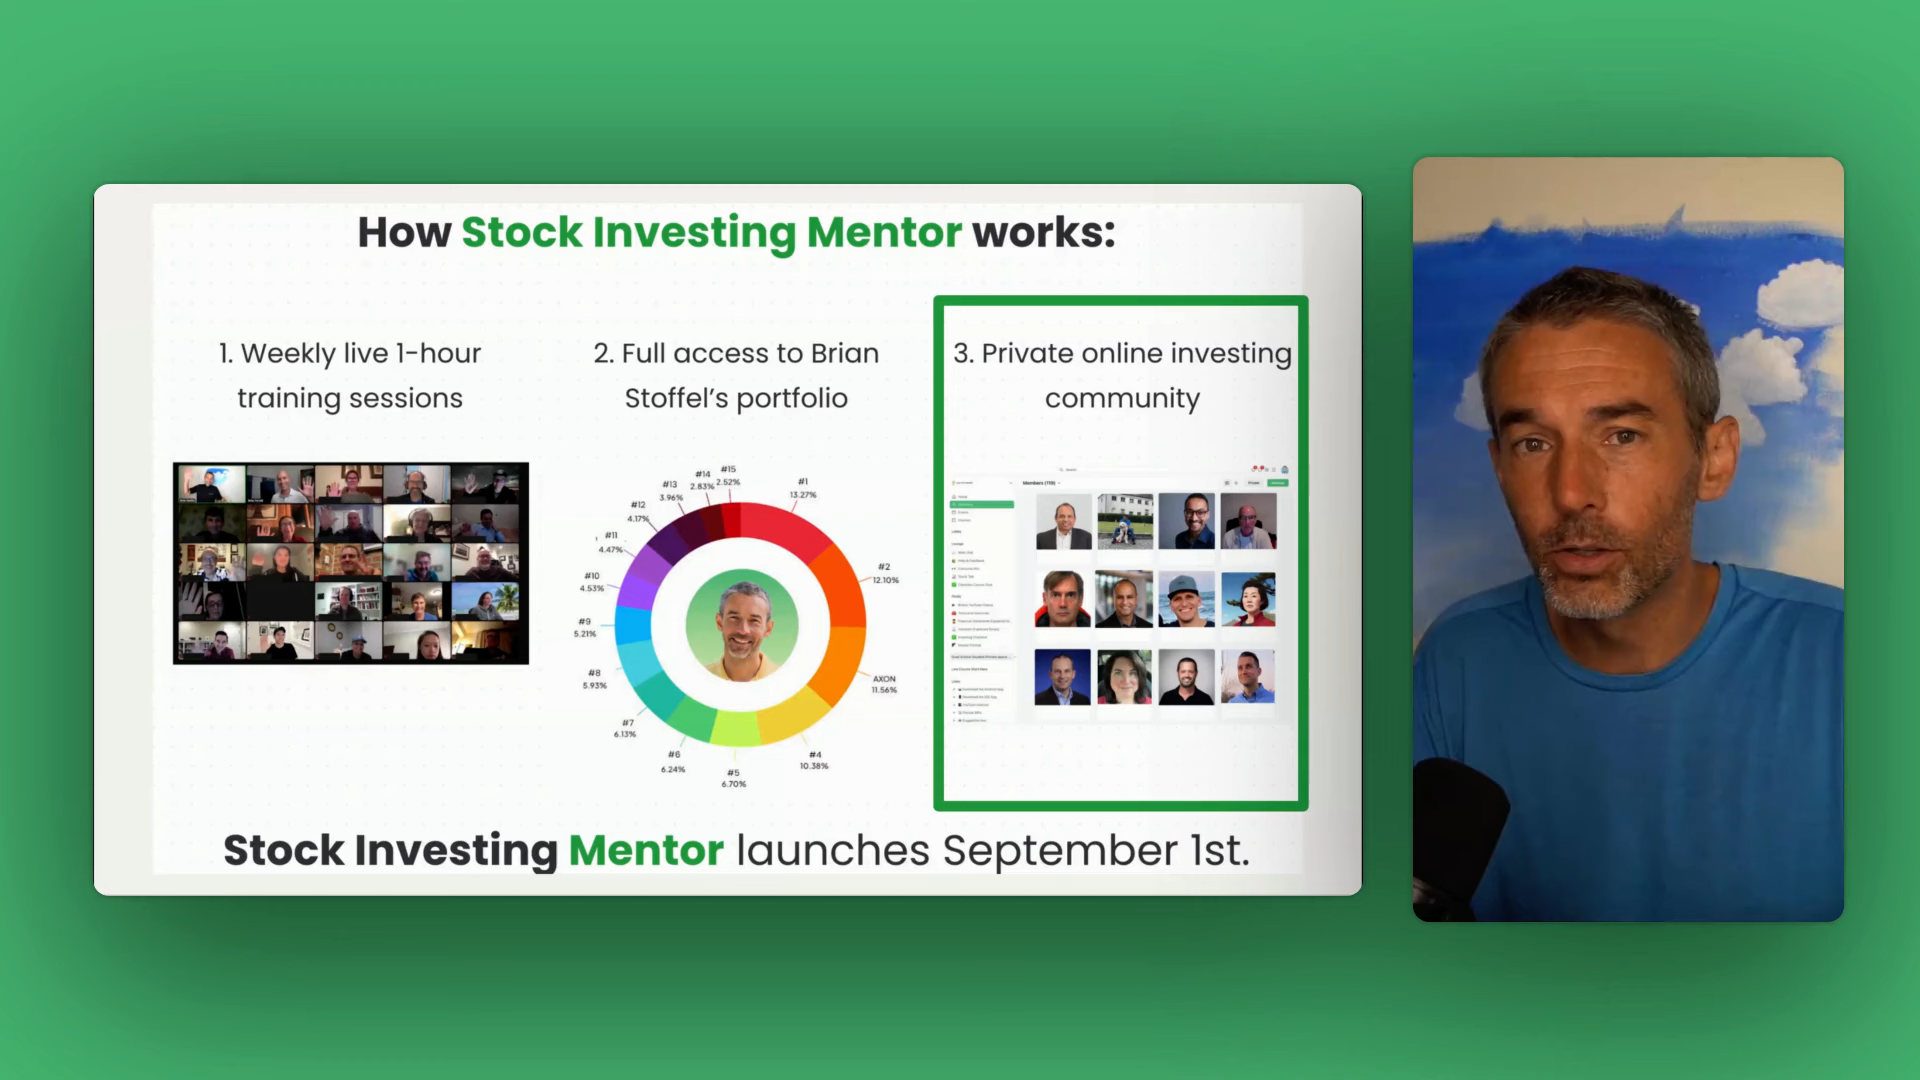 How Stock Investing Mentor works:
1. Weekly live 1-hour
training sessions
2. Full access to Brian
Stoffel's portfolio
3. Private online investing
community
#1
13.27%
#2
12.10%
AXON
11.56%
#4
10.38%
#5
6.70%
#6
6.24%
#7
6.13%
#8
5.93%
#9
5.21%
#10
4.53%
#11
4.47%
#12
4.17%
#13
3.96%
#14
2.83%
#15
2.52%
Search
Private
Stock Investing Mentor launches September 1st.